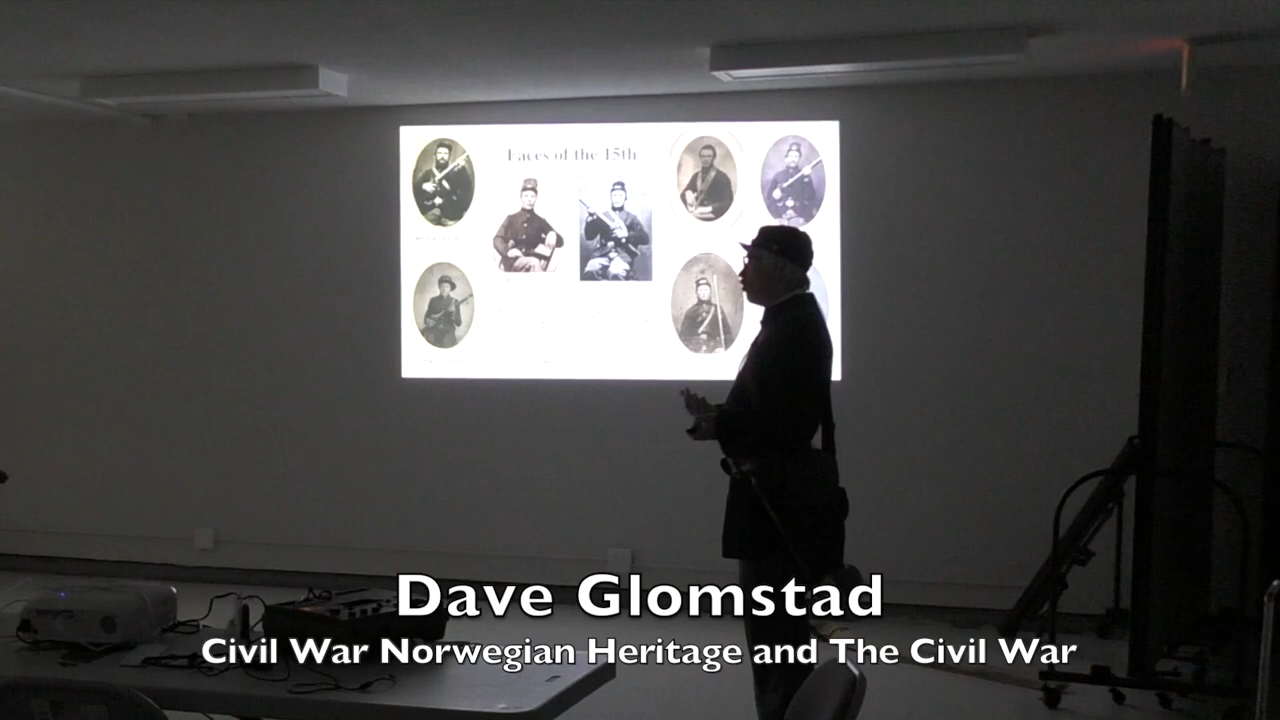 Faces of the 15th
Dave Glomstad
Civil War Norwegian Heritage and The Civil War